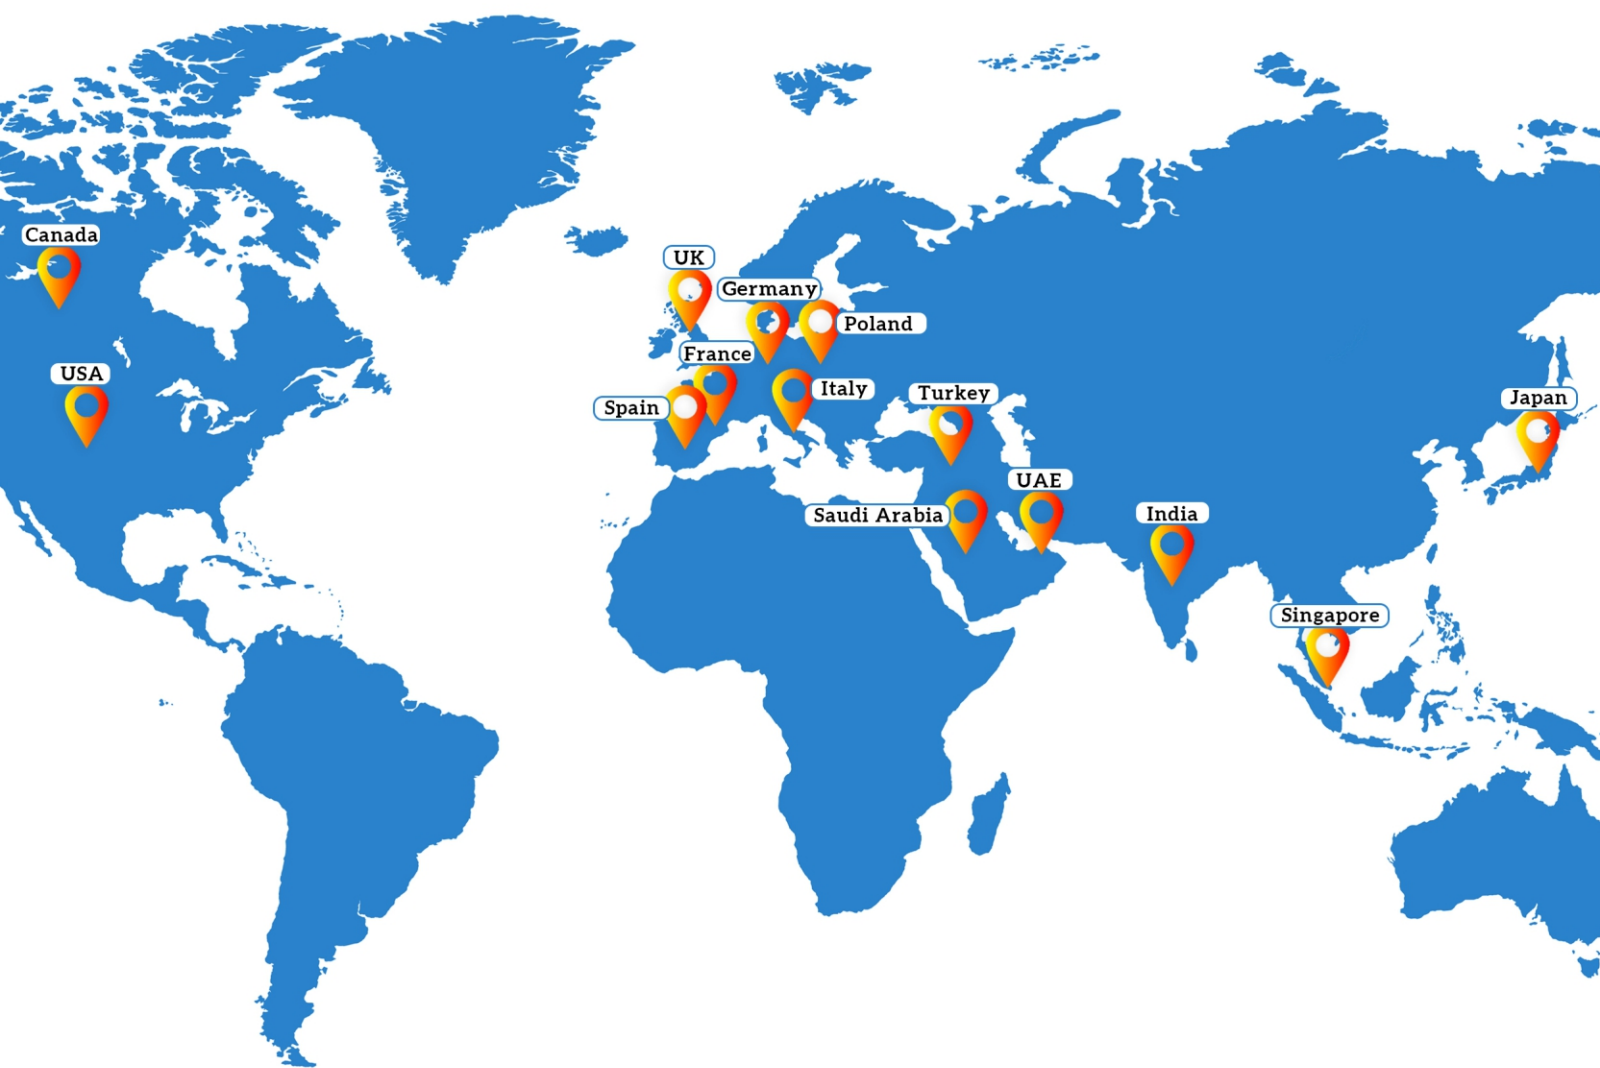 Canada
UK
Germany
Poland
France
USA
Italy
Turkey
Japan
Spain
UAE
Saudi Arabia
India
Singapore